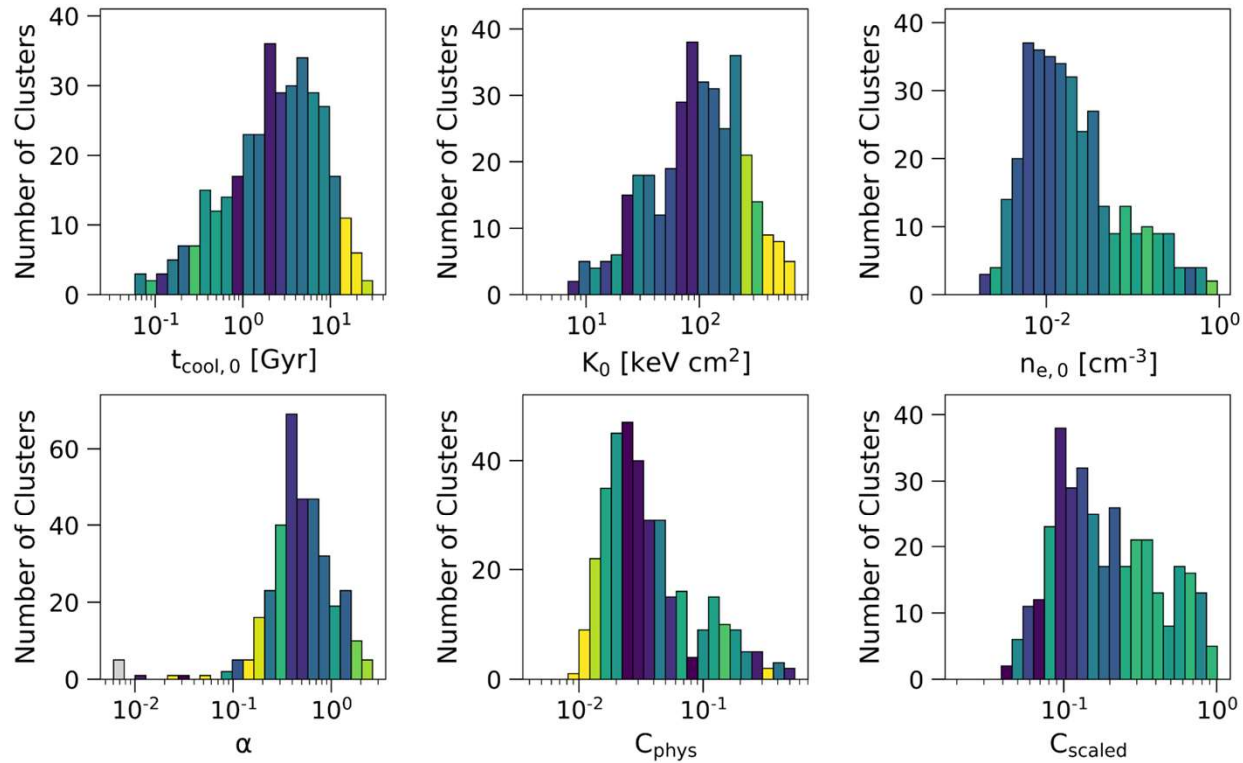 40
30
20
10
0
Number of Clusters
10⁻¹ 10⁰ 10¹
t_cool, 0 [Gyr]
40
30
20
10
0
Number of Clusters
10¹ 10²
K₀ [keV cm²]
40
30
20
10
0
Number of Clusters
10⁻² 10⁰
n_e, 0 [cm⁻³]
60
40
20
0
Number of Clusters
10⁻² 10⁻¹ 10⁰
α
40
20
0
Number of Clusters
10⁻² 10⁻¹
C_phys
40
30
20
10
0
Number of Clusters
10⁻¹ 10⁰
C_scaled